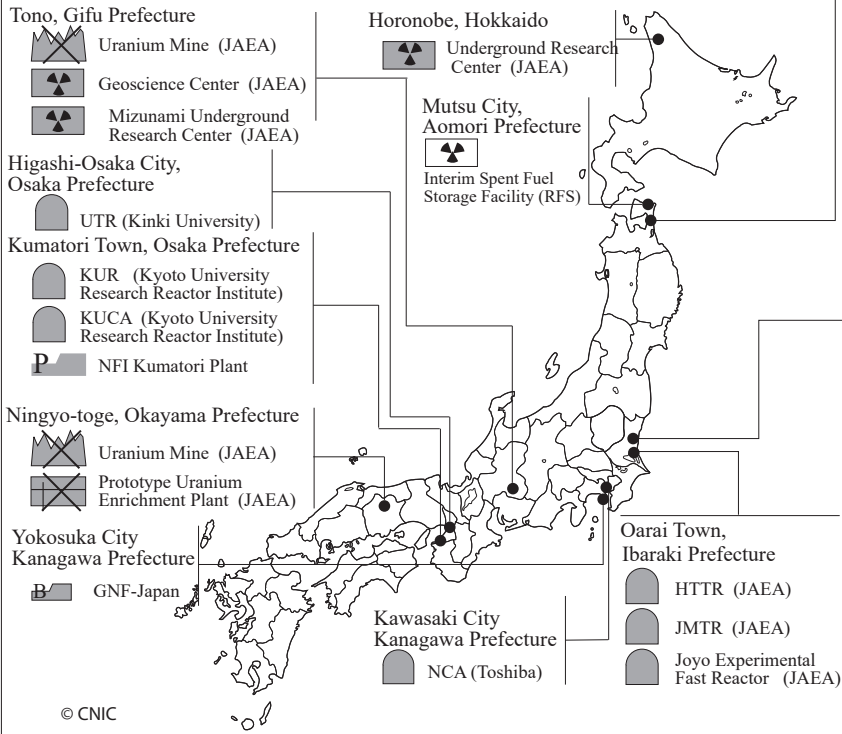 Tono, Gifu Prefecture
Uranium Mine (JAEA)
Geoscience Center (JAEA)
Mizunami Underground
Research Center (JAEA)
Higashi-Osaka City,
Osaka Prefecture
UTR (Kinki University)
Kumatori Town, Osaka Prefecture
KUR (Kyoto University
Research Reactor Institute)
KUCA (Kyoto University
Research Reactor Institute)
P
NFI Kumatori Plant
Ningyo-toge, Okayama Prefecture
Uranium Mine (JAEA)
Prototype Uranium
Enrichment Plant (JAEA)
Yokosuka City
Kanagawa Prefecture
B
GNF-Japan
Horonobe, Hokkaido
Underground Research
Center (JAEA)
Mutsu City,
Aomori Prefecture
Interim Spent Fuel
Storage Facility (RFS)
Kawasaki City
Kanagawa Prefecture
NCA (Toshiba)
Oarai Town,
Ibaraki Prefecture
HTTR (JAEA)
JMTR (JAEA)
Joyo Experimental
Fast Reactor (JAEA)
© CNIC